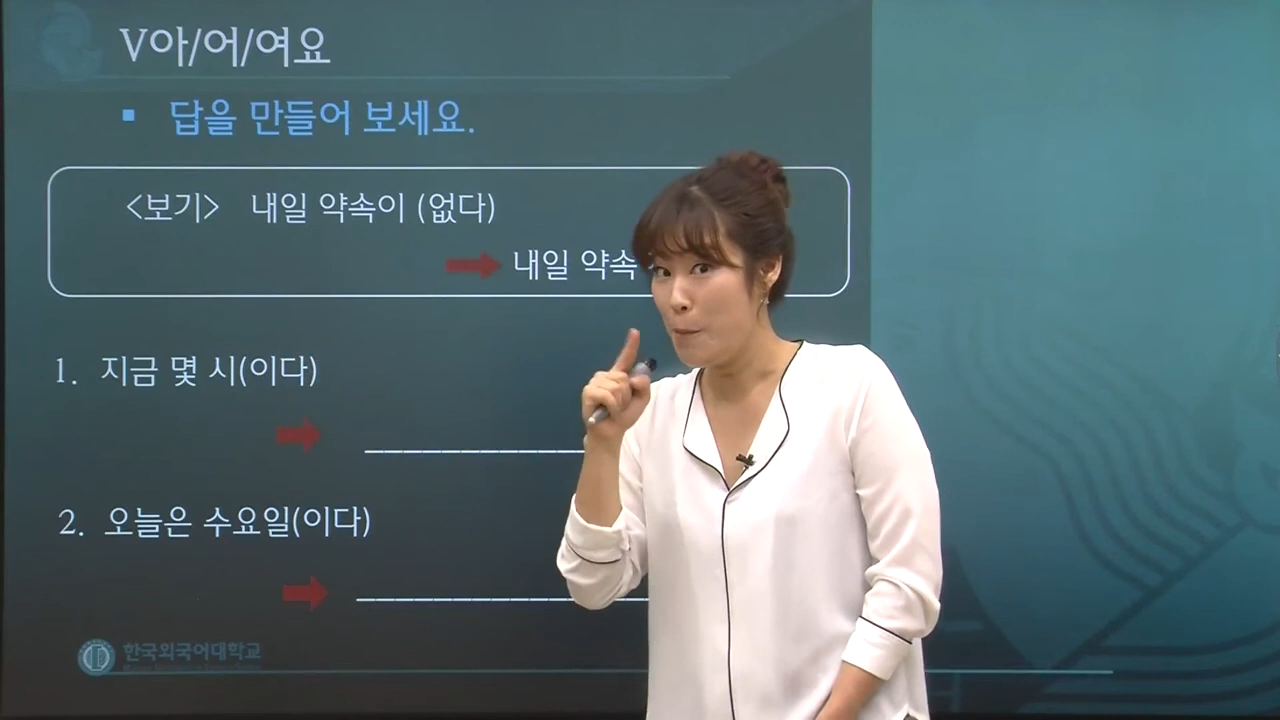 V아/어/여요
▪ 답을 만들어 보세요.
<보기> 내일 약속이 (없다)
내일 약속
1. 지금 몇 시(이다)
2. 오늘은 수요일(이다)
한국외국어대학교